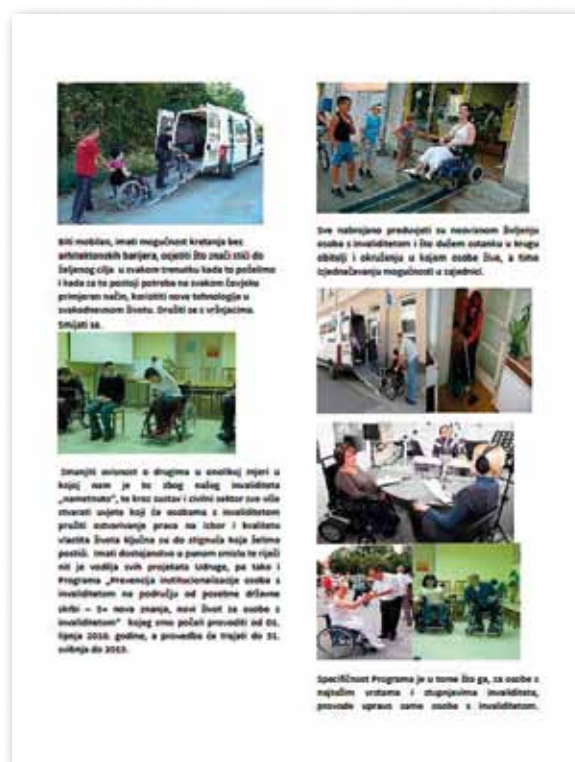 Biti mobilan, imati mogućnost kretanja bez
arhitektonskih barijera, osjetiti što znači stići do
željenog cilja u svakom trenutku kada to poželimo
i kada za to postoji potreba na svakom čovjeku
primjeren način, koristiti nove tehnologije u
svakodnevnom životu. Družiti se s vršnjacima.
Smijati se.
Smanjiti ovisnost o drugima u onolikoj mjeri u
kojoj nam je to zbog našeg invaliditeta
„nametnuto", te kroz sustav i civilni sektor sve više
stvarati uvjete koji će osobama s invaliditetom
pružiti ostvarivanje prava na izbor i kvalitetu
vlastita života ključna su do stignuća koja želimo
postići. Imati dostojanstvo u punom smislu te riječi
nit je vodilja svih projekata Udruge, pa tako i
Programa „Prevencija institucionalizacije osoba s
invaliditetom na području od posebne državne
skrbi – 5+ nova znanja, novi život za osobe s
invaliditetom" kojeg smo počeli provoditi od 01.
lipnja 2010. godine, a provedba će trajati do 31.
svibnja do 2013.
Sve nabrojano preduvjeti su neovisnom življenju
osobe s invaliditetom i što dužem ostanku u krugu
obitelji i okruženja u kojem osobe žive, a time
izjednačavanju mogućnosti u zajednici.
Specifičnost Programa je u tome što ga, za osobe s
najtežim vrstama i stupnjevima invaliditeta,
provode upravo same osobe s invaliditetom.